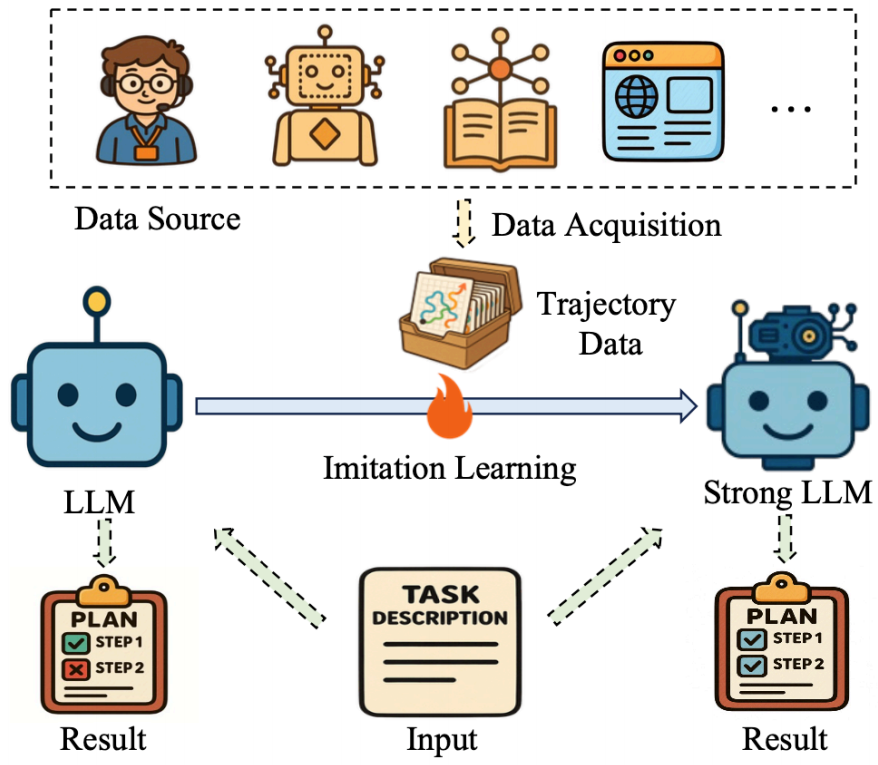 ...
Data Source
Data Acquisition
Trajectory
Data
Imitation Learning
LLM
Strong LLM
PLAN
STEP 1
STEP 2
Result
TASK
DESCRIPTION
Input
PLAN
STEP 1
STEP 2
Result